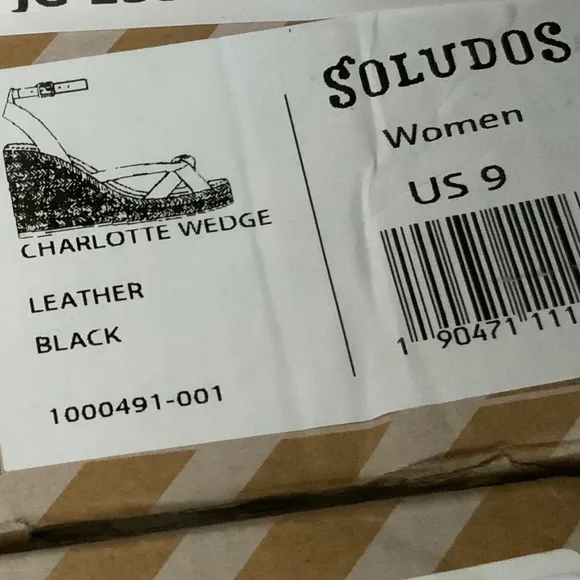 SOLUDOS
Women
US 9
1 90471 111
CHARLOTTE WEDGE
LEATHER
BLACK
1000491-001